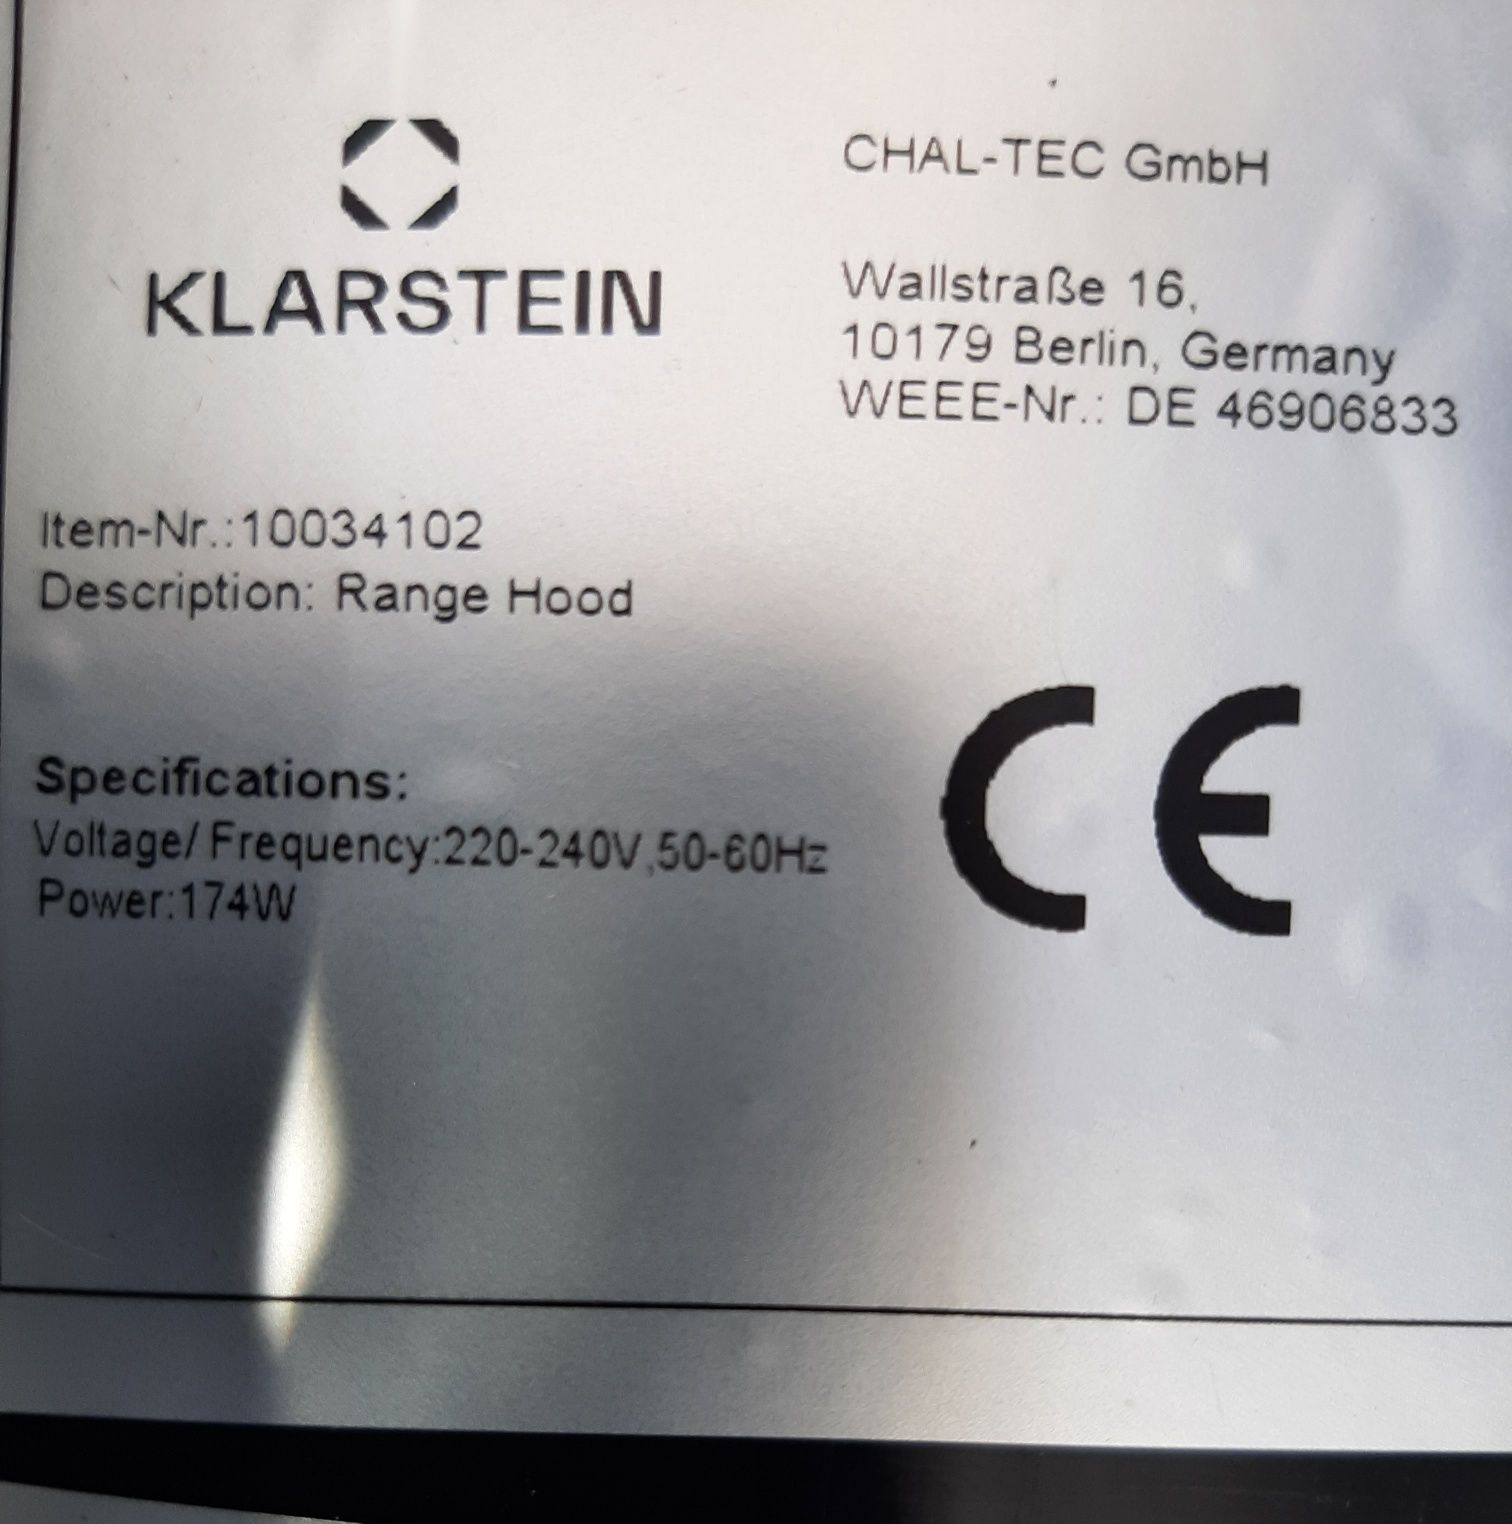 KLARSTEIN
CHAL-TEC GmbH
Wallstraße 16,
10179 Berlin, Germany
WEEE-Nr.: DE 46906833
Item-Nr.:10034102
Description: Range Hood
Specifications:
Voltage/ Frequency:220-240V,50-60Hz
Power:174W
CE